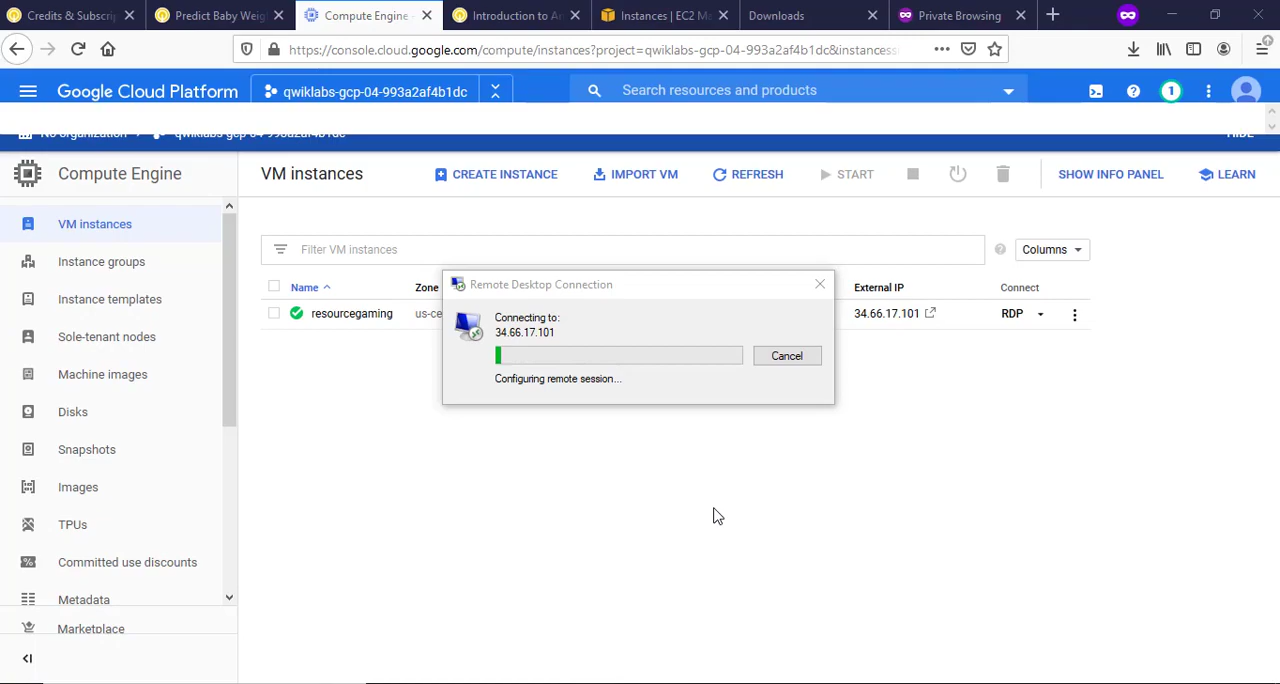 Credits & Subscrip
Predict Baby Weig
Compute Engine -
Introduction to An
Instances | EC2 M
Downloads
Private Browsing
https://console.cloud.google.com/compute/instances?project=qwiklabs-gcp-04-993a2af4b1dc&instances
Google Cloud Platform
qwiklabs-gcp-04-993a2af4b1dc
Search resources and products
1
No organization
qwiklabs-gcp-04-993a2af4b1dc
HIDE
Compute Engine
VM instances
CREATE INSTANCE
IMPORT VM
REFRESH
START
SHOW INFO PANEL
LEARN
VM instances
Instance groups
Instance templates
Sole-tenant nodes
Machine images
Disks
Snapshots
Images
TPUs
Committed use discounts
Metadata
Marketplace
Filter VM instances
Columns
Name
Zone
External IP
Connect
resourcegaming
us-ce
34.66.17.101
RDP
Remote Desktop Connection
Connecting to:
34.66.17.101
Cancel
Configuring remote session...